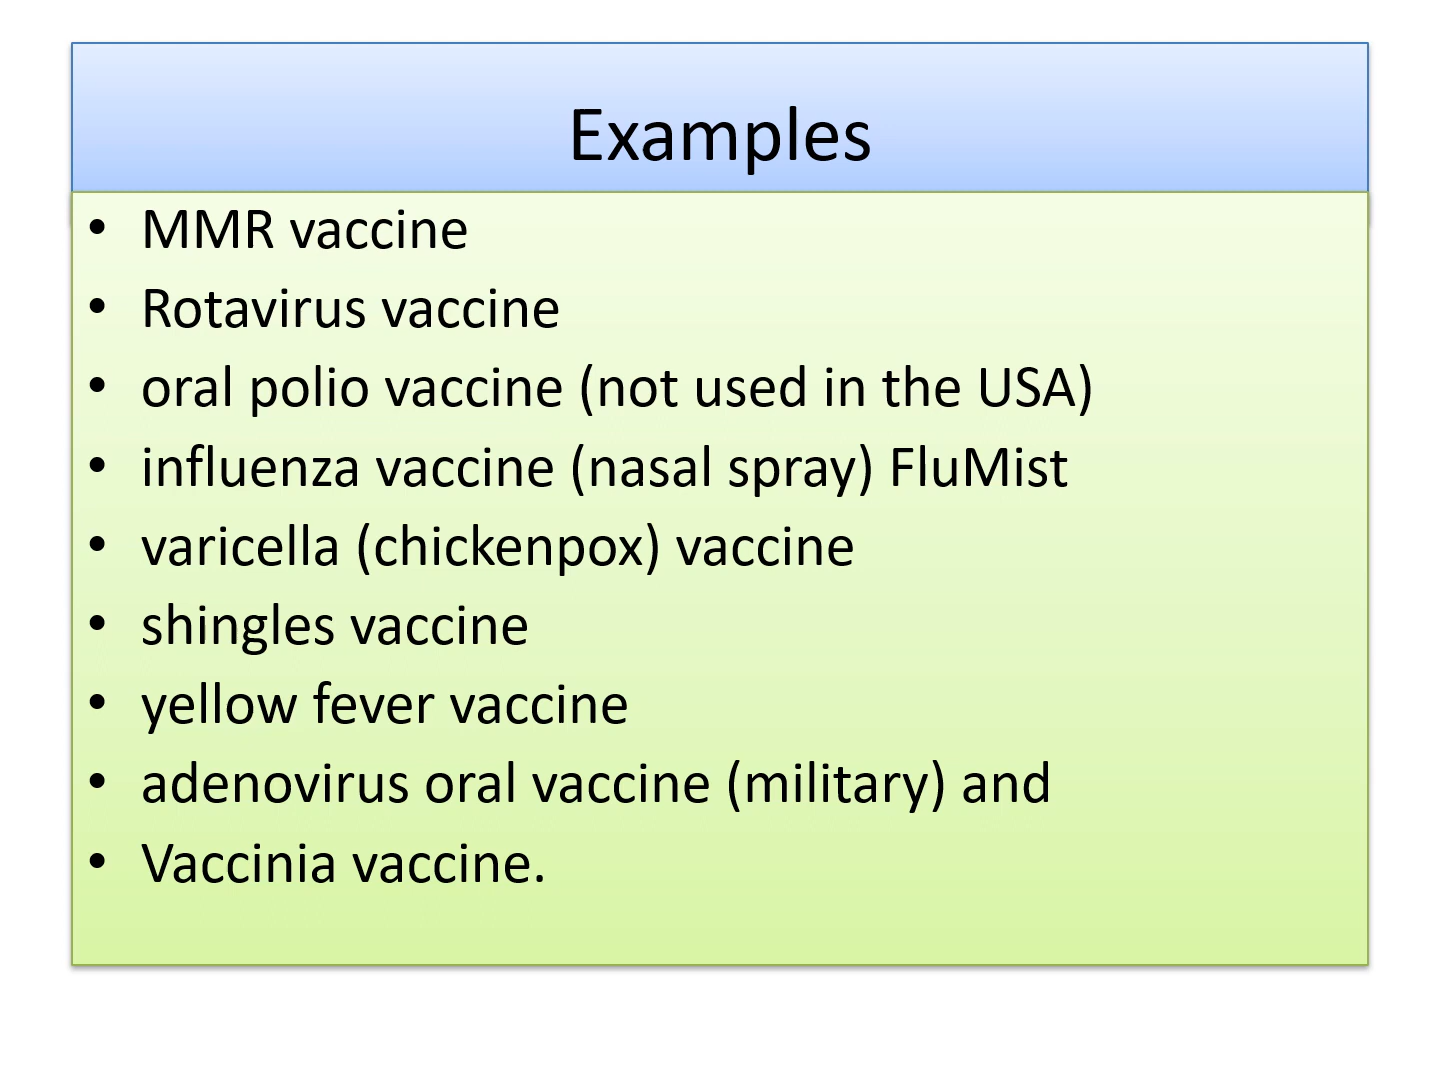 Examples
• MMR vaccine
• Rotavirus vaccine
• oral polio vaccine (not used in the USA)
• influenza vaccine (nasal spray) FluMist
• varicella (chickenpox) vaccine
• shingles vaccine
• yellow fever vaccine
• adenovirus oral vaccine (military) and
• Vaccinia vaccine.